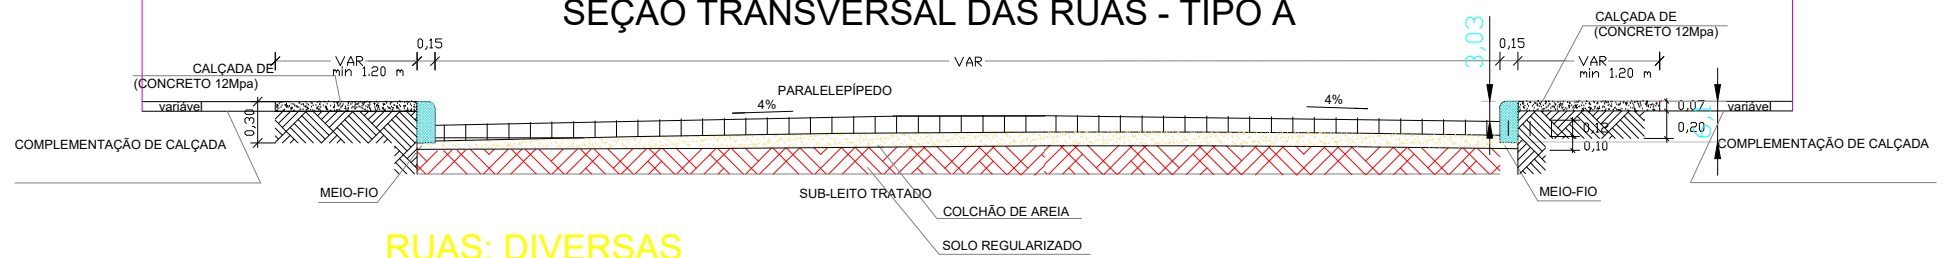 SEÇÃO TRANSVERSAL DAS RUAS - TIPO A
CALÇADA DE
(CONCRETO 12Mpa)
3,03
0,15
0,15
VAR
min 1.20 m
VAR
VAR
min 1.20 m
CALÇADA DE
(CONCRETO 12Mpa)
PARALELEPÍPEDO
4%
4%
variável
0,30
0,07
variável
0,12
0,20
0,10
COMPLEMENTAÇÃO DE CALÇADA
COMPLEMENTAÇÃO DE CALÇADA
MEIO-FIO
SUB-LEITO TRATADO
MEIO-FIO
COLCHÃO DE AREIA
SOLO REGULARIZADO
RUAS: DIVERSAS